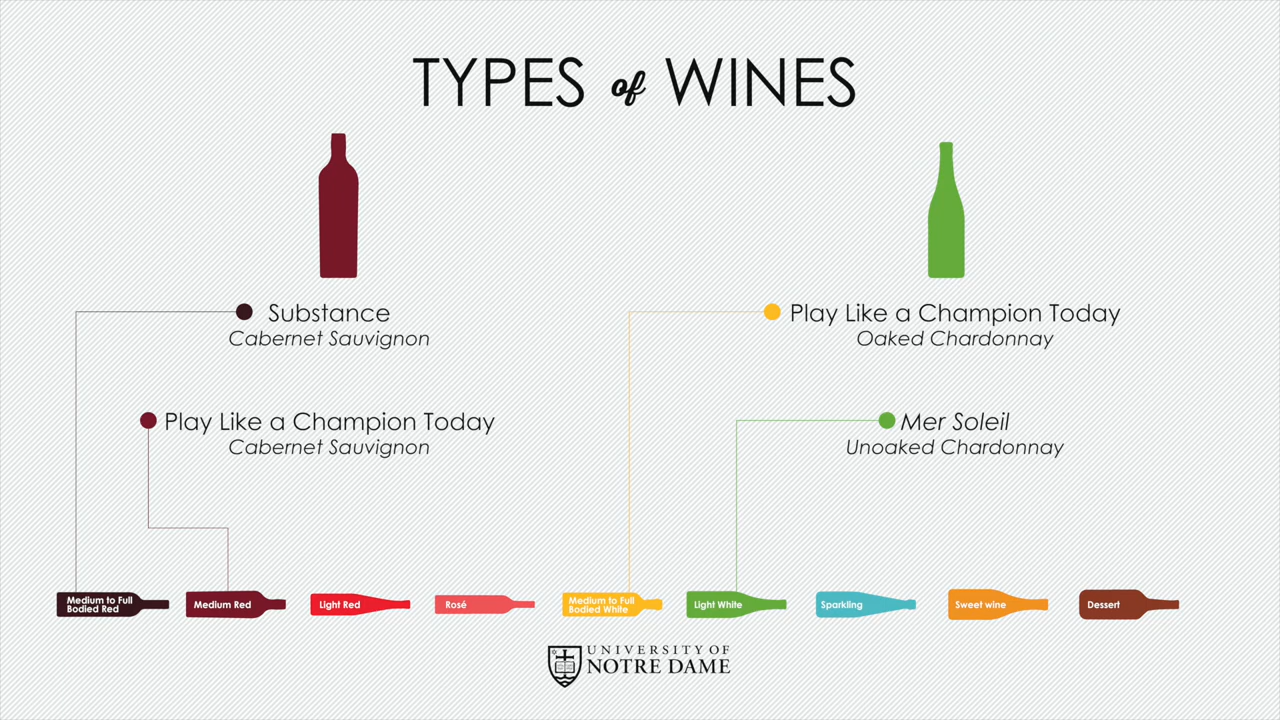 TYPES of WINES
Substance
Cabernet Sauvignon
Play Like a Champion Today
Cabernet Sauvignon
Play Like a Champion Today
Oaked Chardonnay
Mer Soleil
Unoaked Chardonnay
Medium to Full
Bodied Red
Medium Red
Light Red
Rosé
Medium to Full
Bodied White
Light White
Sparkling
Sweet wine
Dessert
UNIVERSITY OF
NOTRE DAME